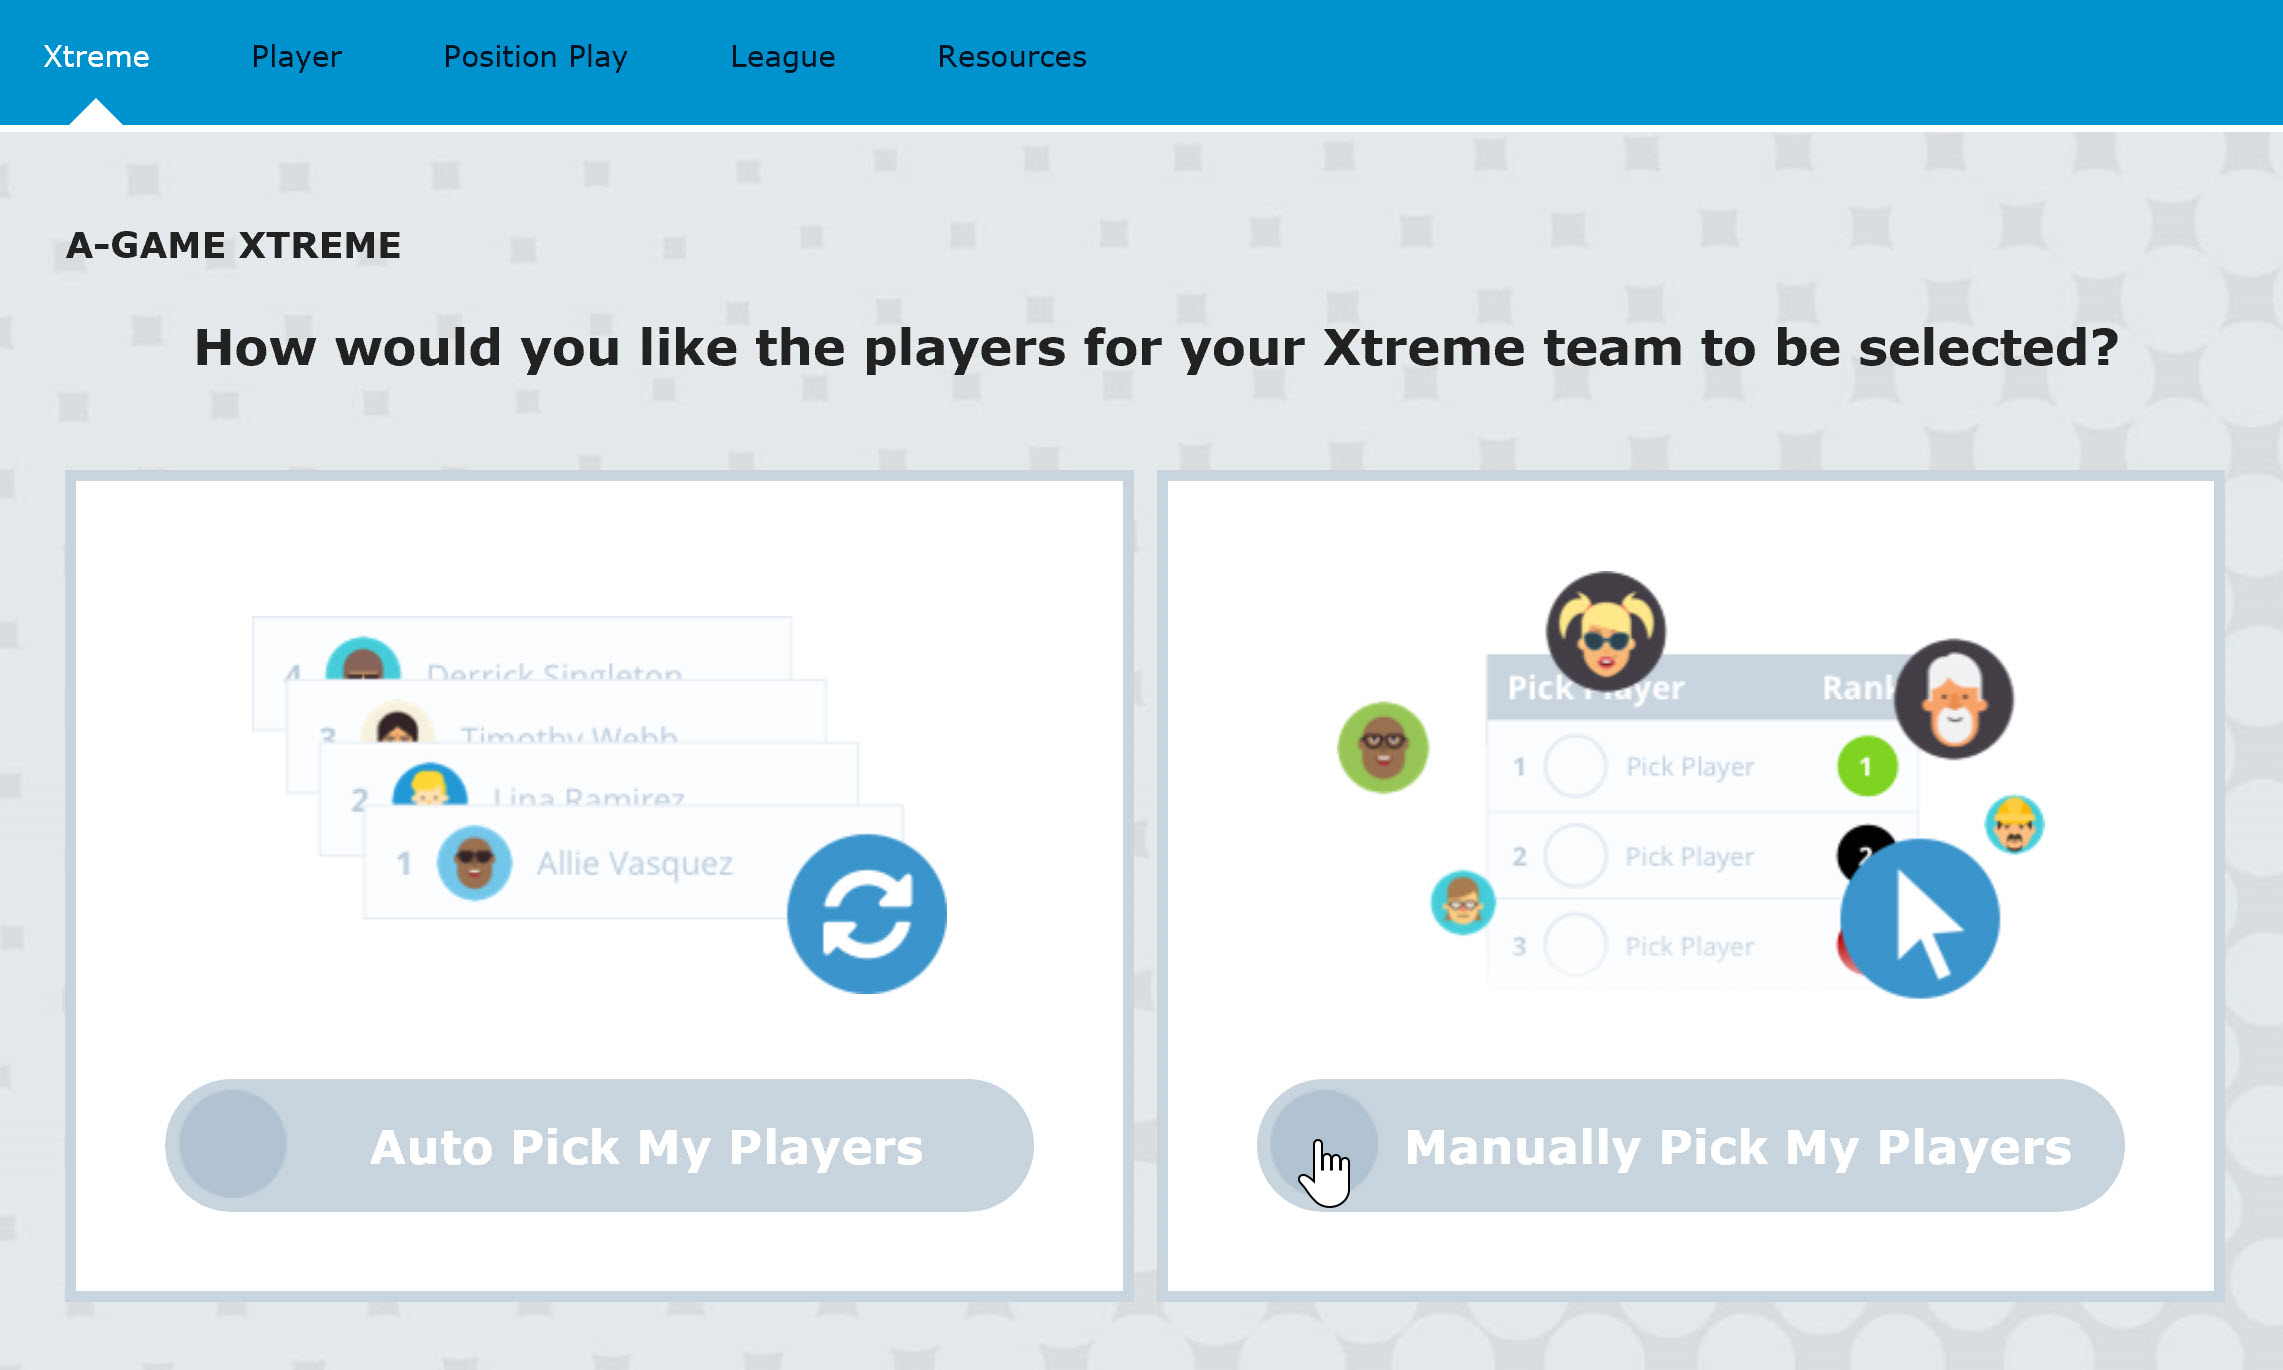 Xtreme Player Position Play League Resources
A-GAME XTREME
How would you like the players for your Xtreme team to be selected?
4 Derrick Singleton
3 Timothy Webb
2 Lina Ramirez
1 Allie Vasquez
Auto Pick My Players
Pick Player Rank
1 Pick Player 1
2 Pick Player 2
3 Pick Player
Manually Pick My Players